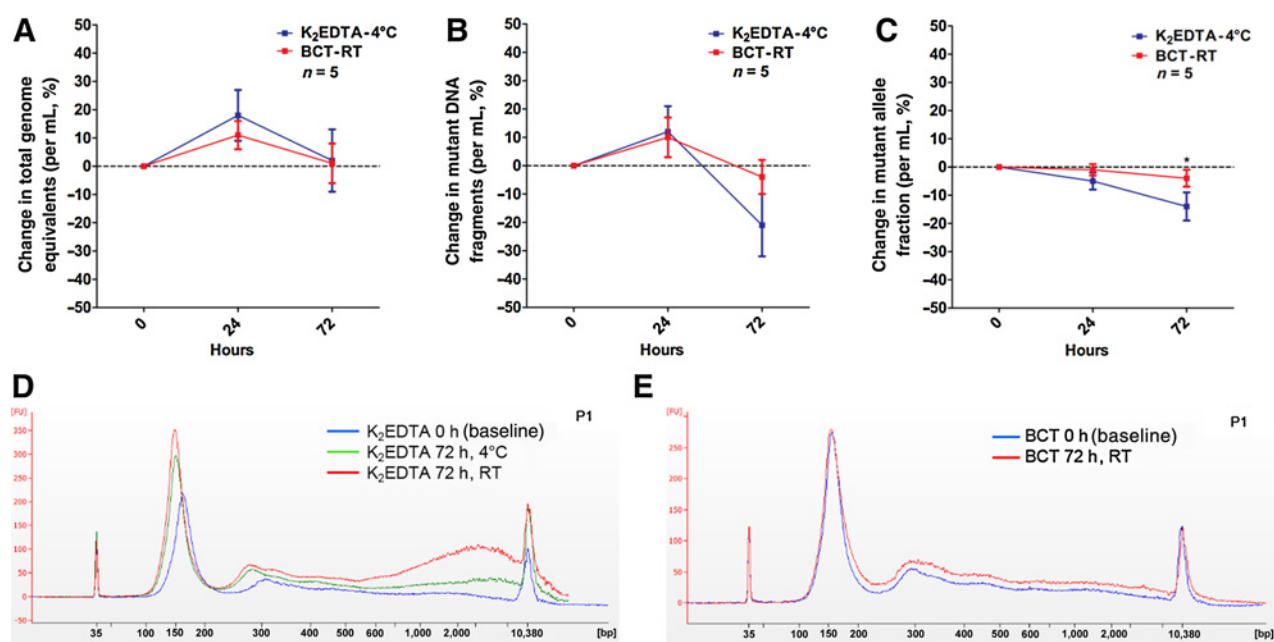 A
K₂EDTA-4°C
BCT-RT
n = 5
Change in total genome
equivalents (per mL, %)
50
40
30
20
10
0
–10
–20
–30
–40
–50
0
24
72
Hours
B
K₂EDTA-4°C
BCT-RT
n = 5
Change in mutant DNA
fragments (per mL, %)
50
40
30
20
10
0
–10
–20
–30
–40
–50
0
24
72
Hours
C
K₂EDTA-4°C
BCT-RT
n = 5
Change in mutant allele
fraction (per mL, %)
50
40
30
20
10
0
–10
–20
–30
–40
–50
*
0
24
72
Hours
D
[FU]
P1
K₂EDTA 0 h (baseline)
K₂EDTA 72 h, 4°C
K₂EDTA 72 h, RT
350
300
250
200
150
100
50
0
-50
35 100 150 200 300 400 500 600 1,000 2,000 10,380 [bp]
E
[FU]
P1
BCT 0 h (baseline)
BCT 72 h, RT
250
200
150
100
50
0
35 100 150 200 300 400 500 600 1,000 2,000 10,380 [bp]